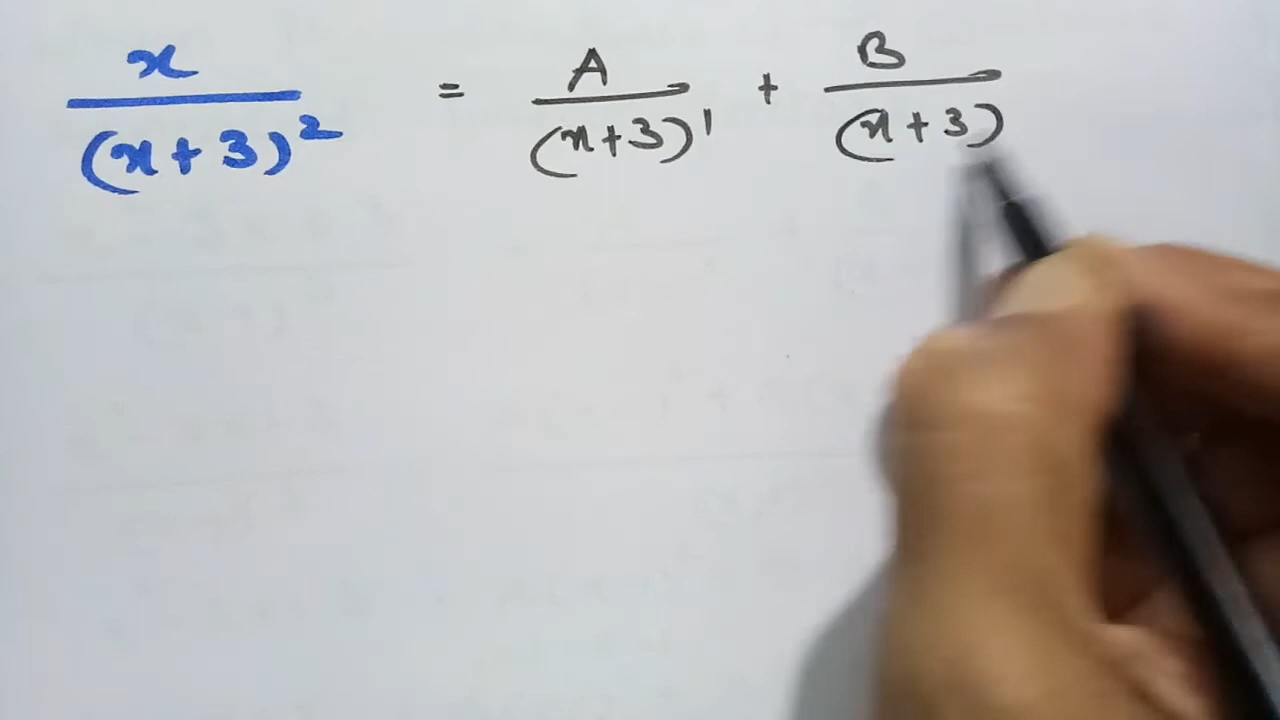 x/(x+3)² = A/(x+3)¹ + B/(x+3)